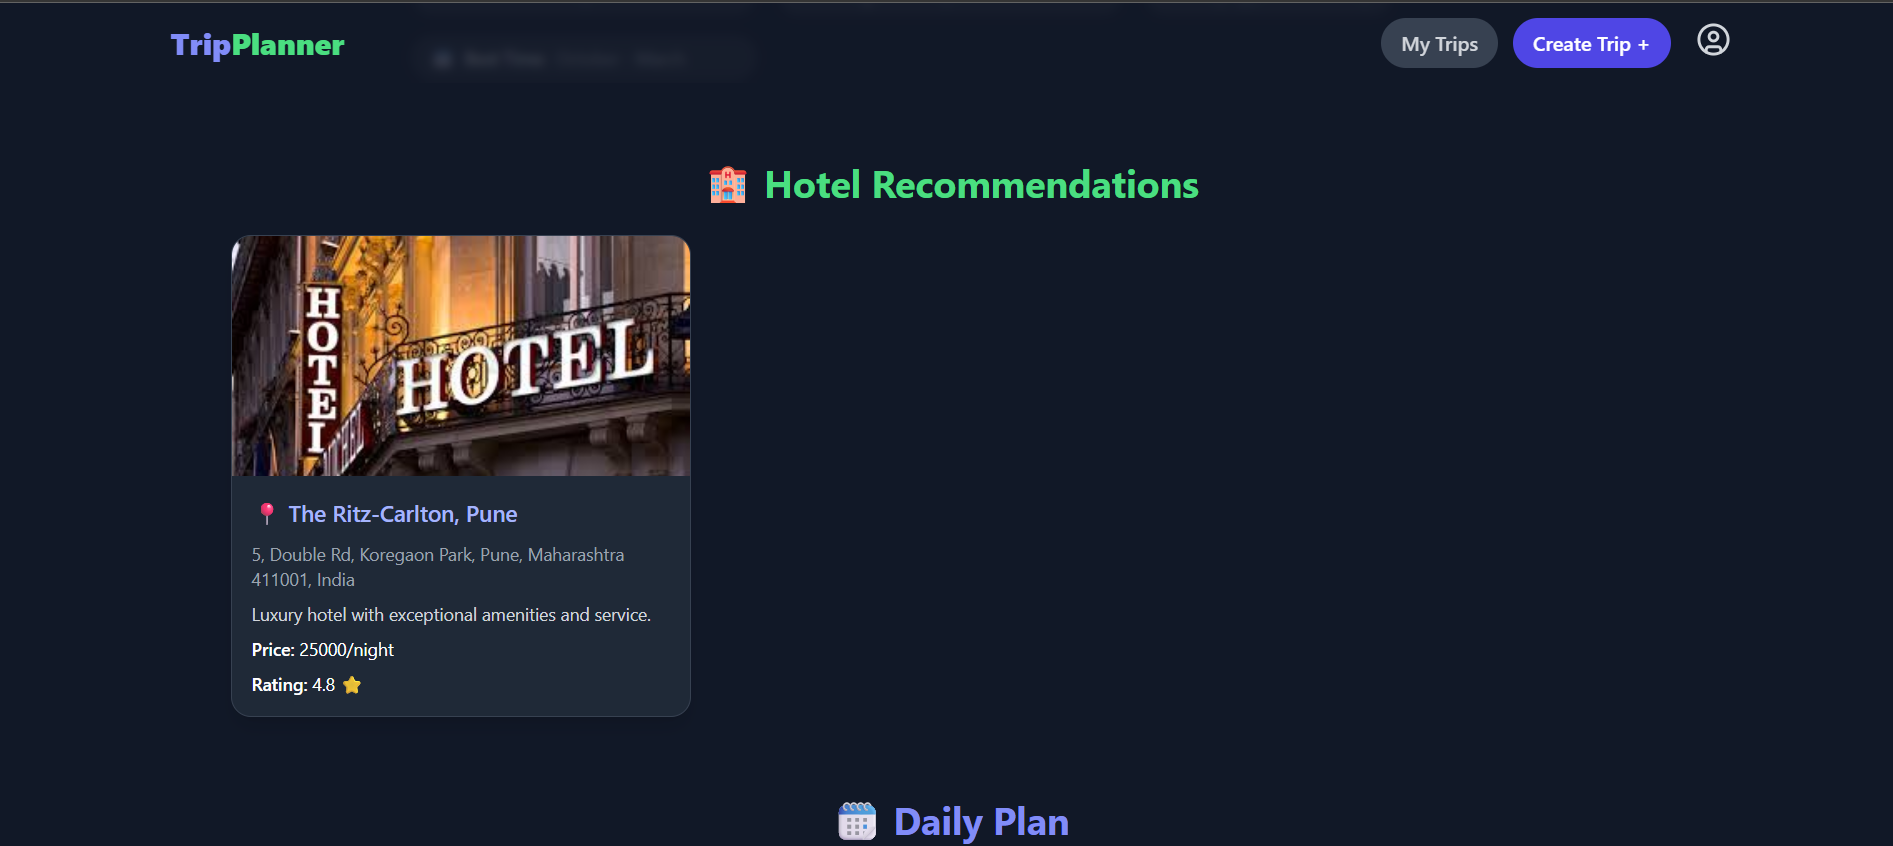 TripPlanner
My Trips
Create Trip +
Hotel Recommendations
HOTEL
HOTEL
HOTEL
The Ritz-Carlton, Pune
5, Double Rd, Koregaon Park, Pune, Maharashtra
411001, India
Luxury hotel with exceptional amenities and service.
Price: 25000/night
Rating: 4.8
Daily Plan